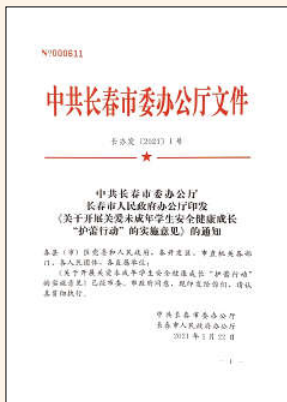 Nº000611
中共长春市委办公厅文件
长办发〔2021〕1号
中共长春市委办公厅
长春市人民政府办公厅印发
《关于开展关爱未成年学生安全健康成长
“护蕾行动”的实施意见》的通知
各县(市)区党委和人民政府，各开发区，市直机关各部
门，各人民团体，各直属单位：
《关于开展关爱未成年学生安全健康成长“护蕾行动”
的实施意见》已经市委、市政府同意，现印发给你们，请认
真贯彻执行。
中共长春市委办公厅
长春市人民政府办公厅
2021年1月22日
— 1 —